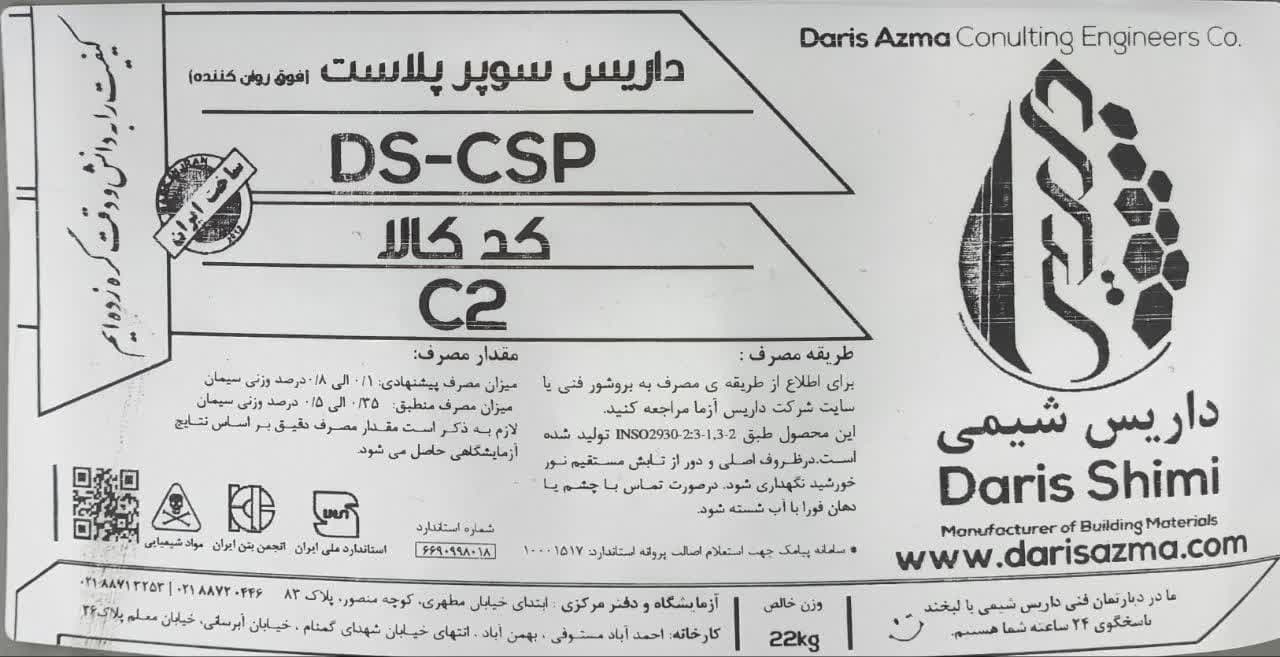 Daris Azma Conulting Engineers Co.
داریس سوپر پلاست (فوق روان کننده)
DS-CSP
کد کالا
C2
کیفیت را به دانش و دقت گره زده ایم
ساخت ایران
طریقه مصرف :
برای اطلاع از طریقه ی مصرف به بروشور فنی یا
سایت شرکت داریس آزما مراجعه کنید.
این محصول طبق INSO2930-2:3-1,3-2 تولید شده
است.درظروف اصلی و دور از تابش مستقیم نور
خورشید نگهداری شود. درصورت تماس با چشم یا
دهان فورا با آب شسته شود.
* سامانه پیامک جهت استعلام اصالت پروانه استاندارد: ۱۰۰۰۱۵۱۷
مقدار مصرف:
میزان مصرف پیشنهادی: ۰/۱ الی ۰/۸ درصد وزنی سیمان
میزان مصرف منطبق: ۰/۳۵ الی ۰/۵ درصد وزنی سیمان
لازم به ذکر است مقدار مصرف دقیق بر اساس نتایج
آزمایشگاهی حاصل می شود.
شماره استاندارد
۶۶۹۰۹۹۸۰۱۸
استاندارد ملی ایران
انجمن بتن ایران
مواد شیمیایی
داریس شیمی
Daris Shimi
Manufacturer of Building Materials
www.darisazma.com
ما در دپارتمان فنی داریس شیمی با لبخند
پاسخگوی ۲۴ ساعته شما هستیم.
وزن خالص
22kg
آزمایشگاه و دفتر مرکزی : ابتدای خیابان مطهری، کوچه منصور، پلاک ۸۳ ۰۲۱۸۸۷۲۰۴۴۶ | ۰۲۱۸۸۷۱۳۲۵۳
کارخانه: احمد آباد مستوفی ، بهمن آباد . انتهای خیابان شهدای گمنام ، خیابان آبرسانی، خیابان معلم پلاک۳۶